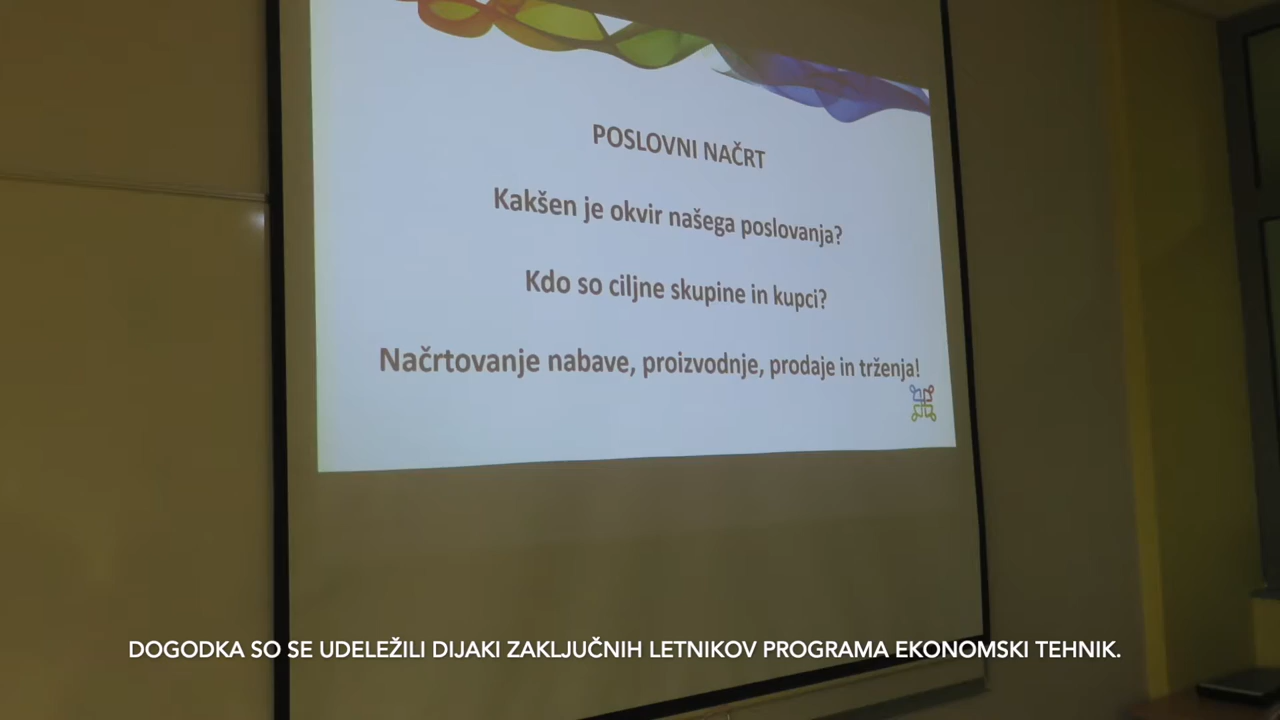 POSLOVNI NAČRT
Kakšen je okvir našega poslovanja?
Kdo so ciljne skupine in kupci?
Načrtovanje nabave, proizvodnje, prodaje in trženja!
DOGODKA SO SE UDELEŽILI DIJAKI ZAKLJUČNIH LETNIKOV PROGRAMA EKONOMSKI TEHNIK.